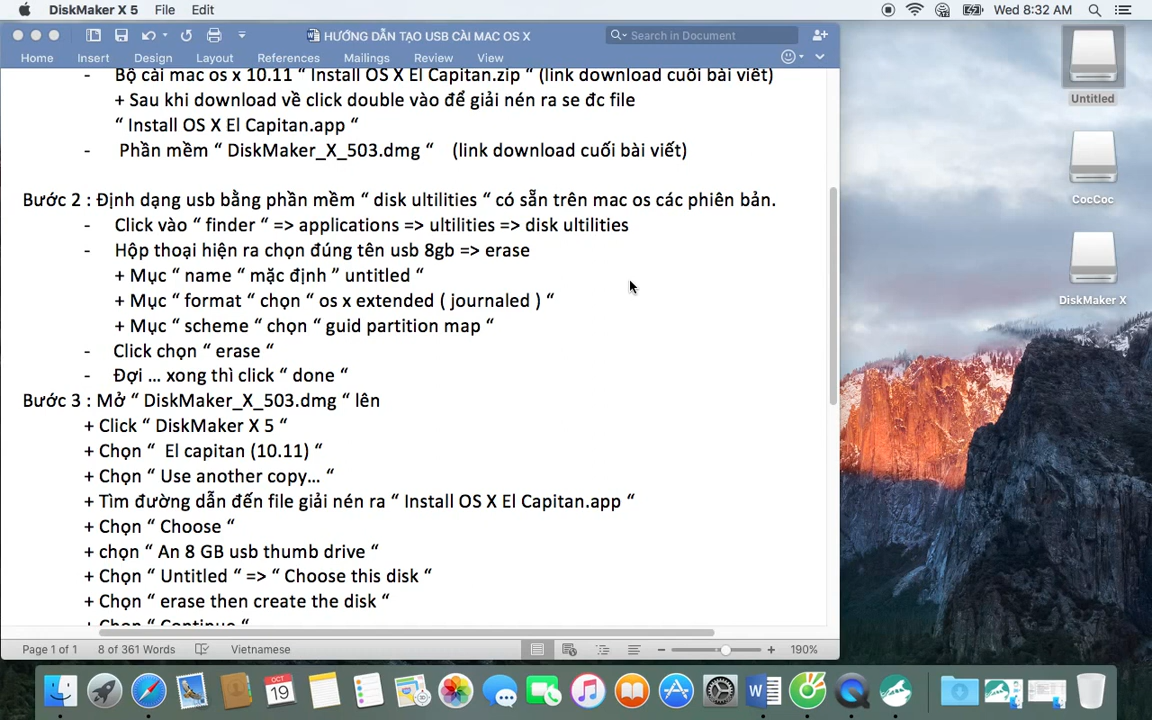 DiskMaker X 5 File Edit Wed 8:32 AM
HƯỚNG DẪN TẠO USB CÀI MAC OS X Search in Document
Home Insert Design Layout References Mailings Review View
- Bộ cài mac os x 10.11 “ Install OS X El Capitan.zip “ (link download cuối bài viết)
+ Sau khi download về click double vào để giải nén ra se đc file
“ Install OS X El Capitan.app “
- Phần mềm “ DiskMaker_X_503.dmg “ (link download cuối bài viết)
Bước 2 : Định dạng usb bằng phần mềm “ disk ultilities “ có sẵn trên mac os các phiên bản.
- Click vào “ finder “ => applications => ultilities => disk ultilities
- Hộp thoại hiện ra chọn đúng tên usb 8gb => erase
+ Mục “ name “ mặc định ” untitled “
+ Mục “ format “ chọn “ os x extended ( journaled ) “
+ Mục “ scheme “ chọn “ guid partition map “
- Click chọn “ erase “
- Đợi … xong thì click “ done “
Bước 3 : Mở “ DiskMaker_X_503.dmg “ lên
+ Click “ DiskMaker X 5 “
+ Chọn “ El capitan (10.11) “
+ Chọn “ Use another copy… “
+ Tìm đường dẫn đến file giải nén ra “ Install OS X El Capitan.app “
+ Chọn “ Choose “
+ chọn “ An 8 GB usb thumb drive “
+ Chọn “ Untitled “ => “ Choose this disk “
+ Chọn “ erase then create the disk “
+ Chọn “ Continue “
Page 1 of 1 8 of 361 Words Vietnamese 190%
Untitled
CocCoc
DiskMaker X
OCT
19